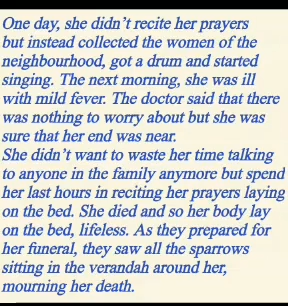 One day, she didn't recite her prayers
but instead collected the women of the
neighbourhood, got a drum and started
singing. The next morning, she was ill
with mild fever. The doctor said that there
was nothing to worry about but she was
sure that her end was near.
She didn't want to waste her time talking
to anyone in the family anymore but spend
her last hours in reciting her prayers laying
on the bed. She died and so her body lay
on the bed, lifeless. As they prepared for
her funeral, they saw all the sparrows
sitting in the verandah around her,
mourning her death.